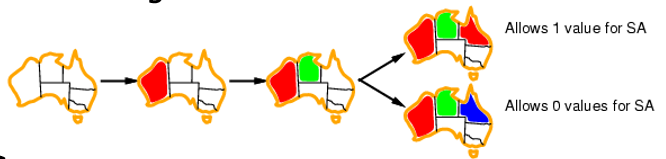 Allows 1 value for SA
Allows 0 values for SA